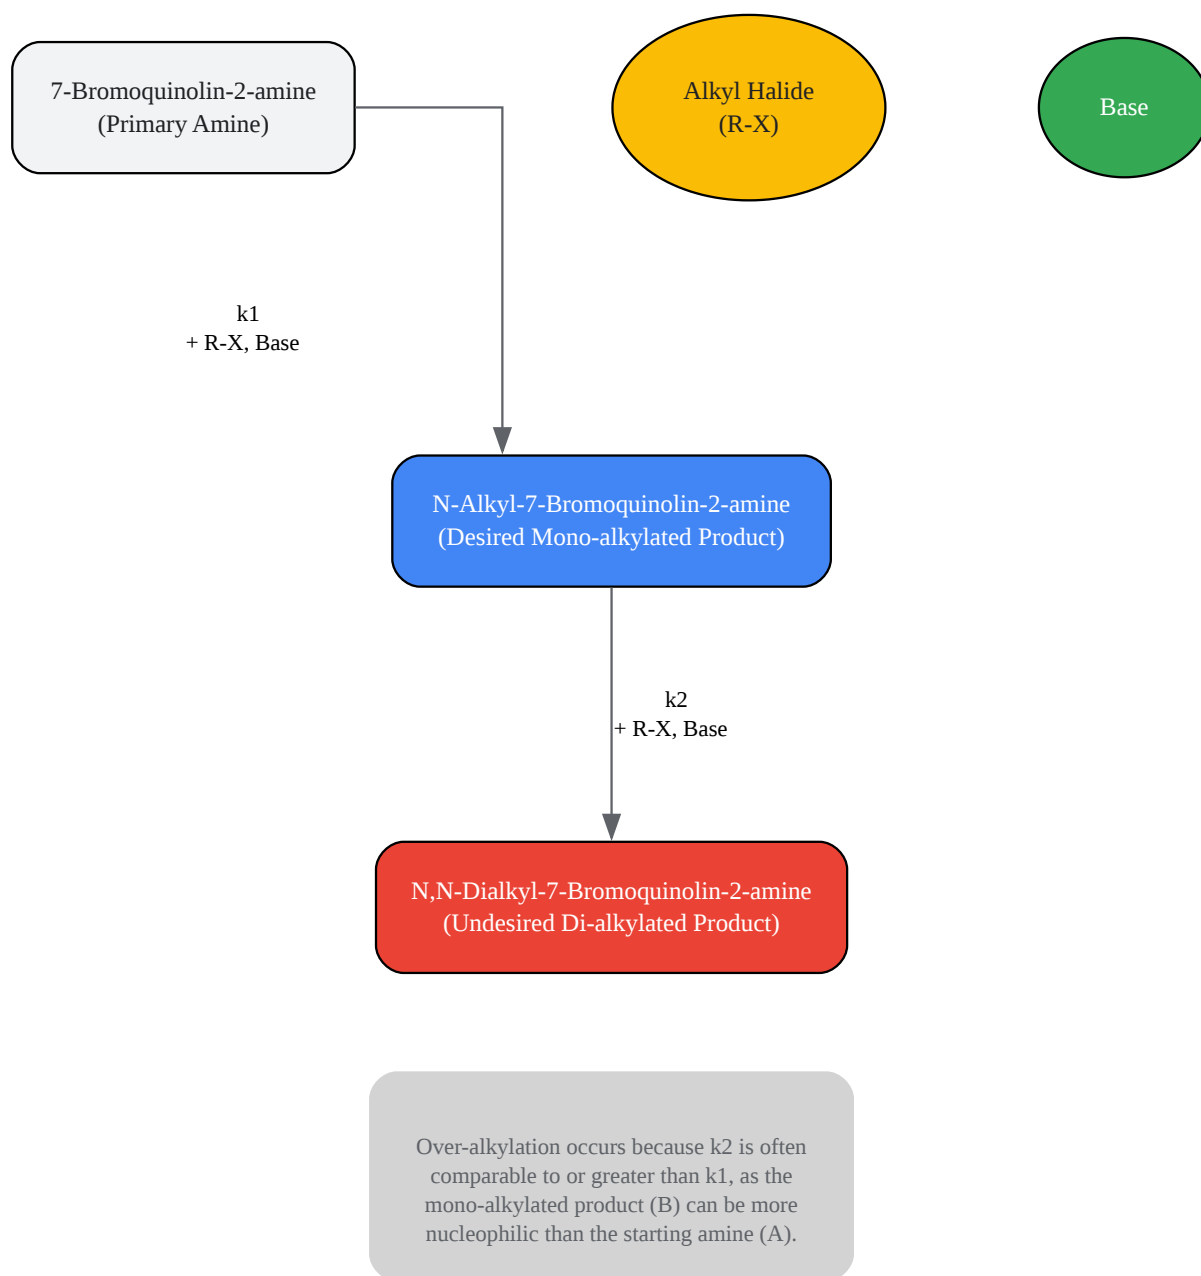 7-Bromoquinolin-2-amine
(Primary Amine)
Alkyl Halide
(R-X)
Base
k1
+ R-X, Base
N-Alkyl-7-Bromoquinolin-2-amine
(Desired Mono-alkylated Product)
k2
+ R-X, Base
N,N-Dialkyl-7-Bromoquinolin-2-amine
(Undesired Di-alkylated Product)
Over-alkylation occurs because k2 is often
comparable to or greater than k1, as the
mono-alkylated product (B) can be more
nucleophilic than the starting amine (A).